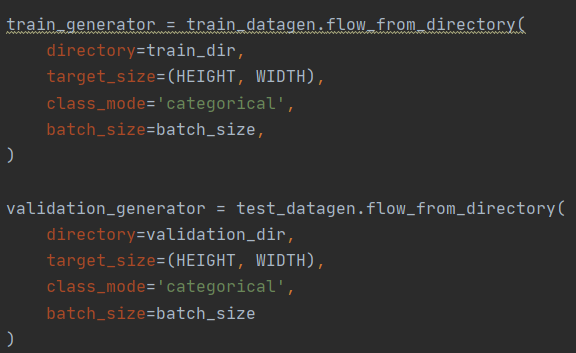 train_generator = train_datagen.flow_from_directory(
    directory=train_dir,
    target_size=(HEIGHT, WIDTH),
    class_mode='categorical',
    batch_size=batch_size,
)
validation_generator = test_datagen.flow_from_directory(
    directory=validation_dir,
    target_size=(HEIGHT, WIDTH),
    class_mode='categorical',
    batch_size=batch_size
)